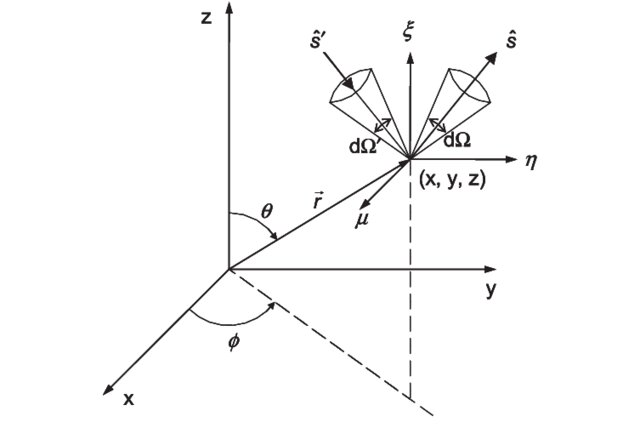 z
ŝ′
ξ
ŝ
dΩ′
dΩ
η
(x, y, z)
θ
r⃗
μ
y
ϕ
x